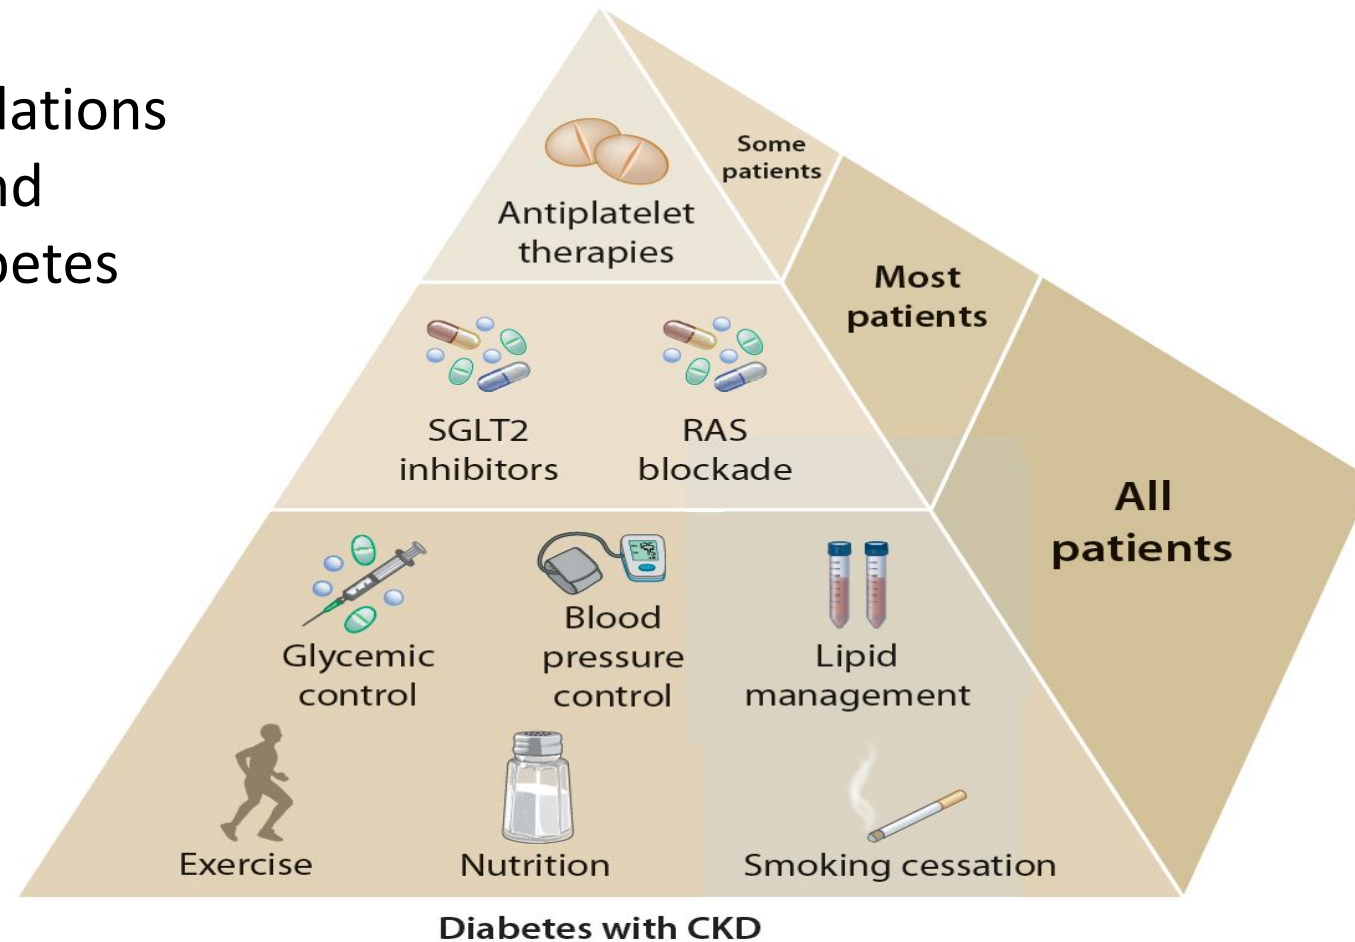 lations
nd
betes
Some
patients
Antiplatelet
therapies
Most
patients
SGLT2
inhibitors
RAS
blockade
All
patients
Glycemic
control
Blood
pressure
control
Lipid
management
Exercise
Nutrition
Smoking cessation
Diabetes with CKD